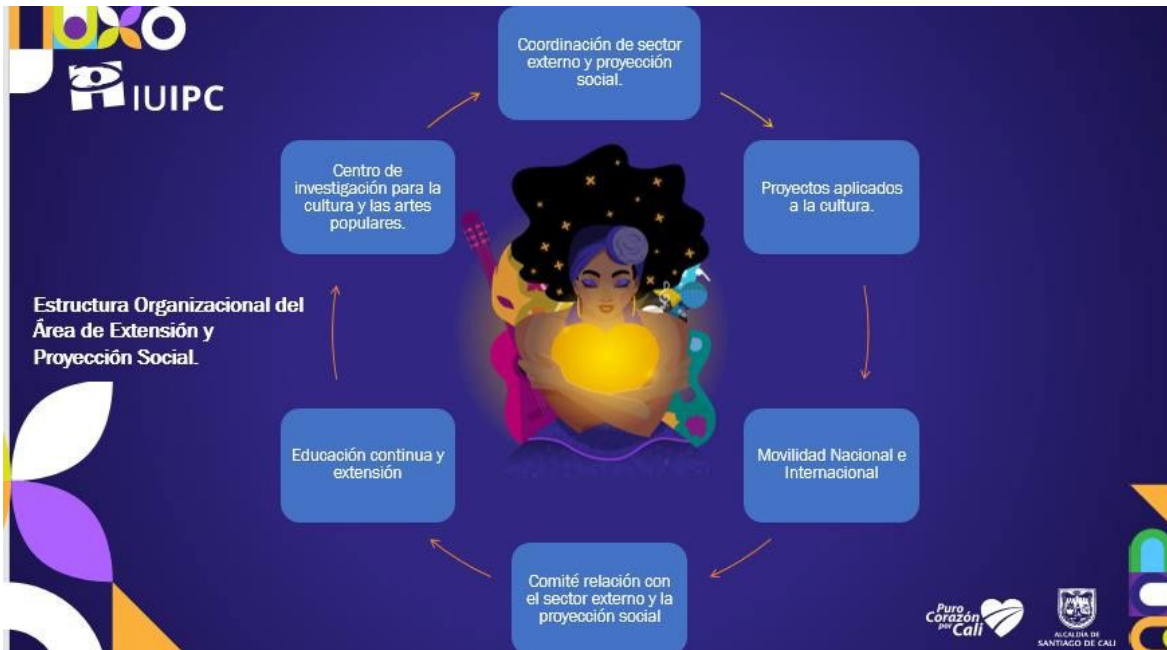 IUIPC
Coordinación de sector
externo y proyección
social.
Proyectos aplicados
a la cultura.
Movilidad Nacional e
Internacional
Comité relación con
el sector externo y la
proyección social
Educación continua y
extensión
Centro de
investigación para la
cultura y las artes
populares.
Estructura Organizacional del
Área de Extensión y
Proyección Social.
Puro
Corazón
por Cali
ALCALDÍA DE
SANTIAGO DE CALI